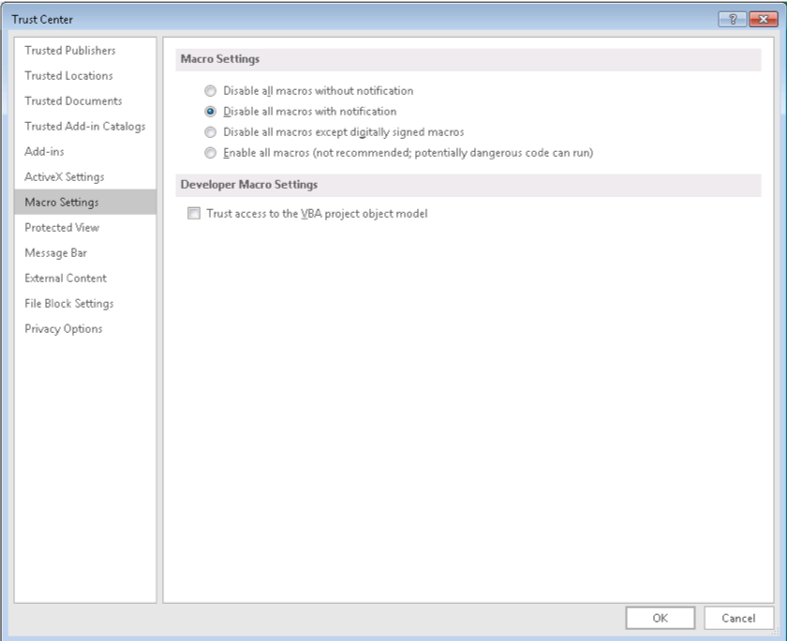 Trust Center
Trusted Publishers
Trusted Locations
Trusted Documents
Trusted Add-in Catalogs
Add-ins
ActiveX Settings
Macro Settings
Protected View
Message Bar
External Content
File Block Settings
Privacy Options
Macro Settings
Disable all macros without notification
Disable all macros with notification
Disable all macros except digitally signed macros
Enable all macros (not recommended; potentially dangerous code can run)
Developer Macro Settings
Trust access to the VBA project object model
OK
Cancel